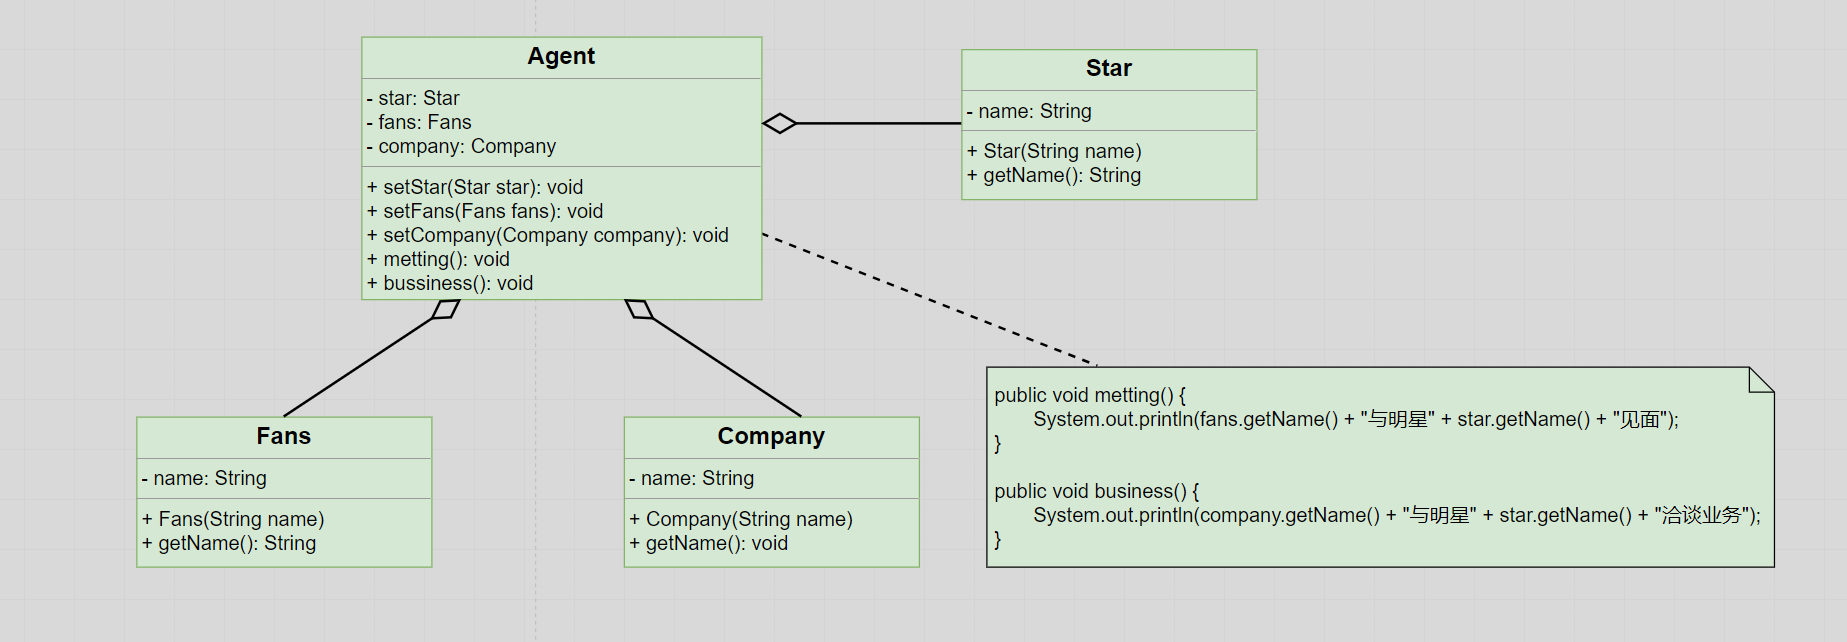 Agent
- star: Star
- fans: Fans
- company: Company
+ setStar(Star star): void
+ setFans(Fans fans): void
+ setCompany(Company company): void
+ metting(): void
+ bussiness(): void
Star
- name: String
+ Star(String name)
+ getName(): String
Fans
- name: String
+ Fans(String name)
+ getName(): String
Company
- name: String
+ Company(String name)
+ getName(): void
public void metting() {
System.out.println(fans.getName() + "与明星" + star.getName() + "见面");
}
public void business() {
System.out.println(company.getName() + "与明星" + star.getName() + "洽谈业务");
}